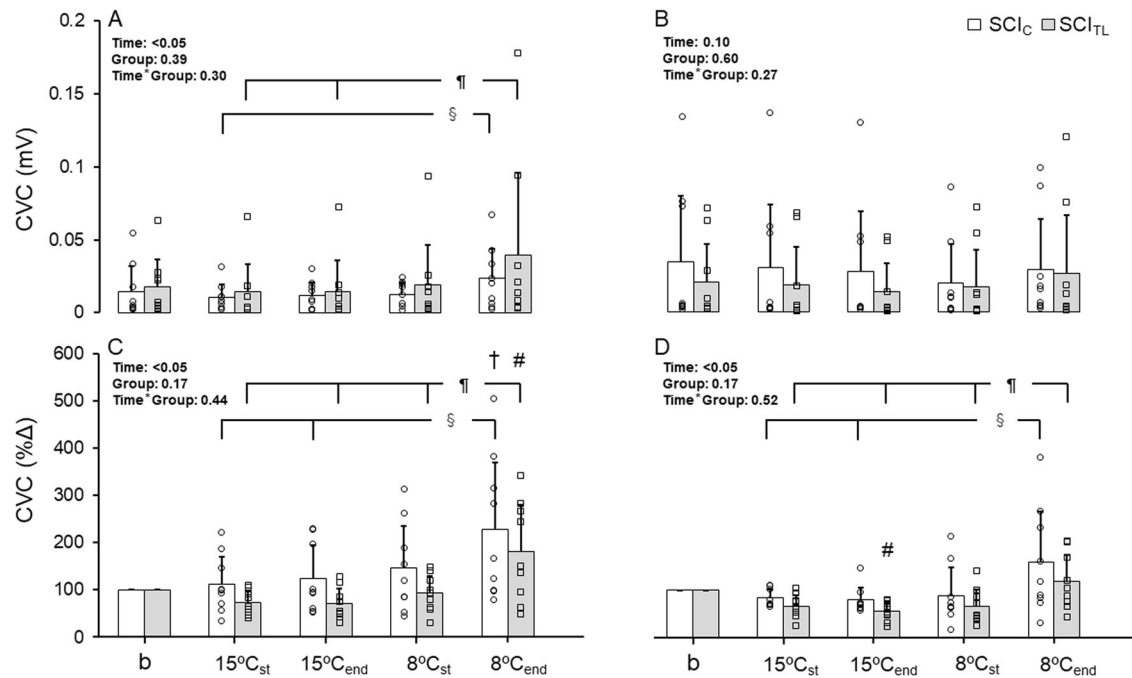 A
B
SCI_C SCI_TL
Time: <0.05
Group: 0.39
Time*Group: 0.30
Time: 0.10
Group: 0.60
Time*Group: 0.27
¶
§
CVC (mV)
0.2
0.15
0.1
0.05
0
C
D
Time: <0.05
Group: 0.17
Time*Group: 0.44
Time: <0.05
Group: 0.17
Time*Group: 0.52
† #
¶
§
¶
§
#
CVC (%Δ)
600
500
400
300
200
100
0
b 15ºC_st 15ºC_end 8ºC_st 8ºC_end
b 15ºC_st 15ºC_end 8ºC_st 8ºC_end